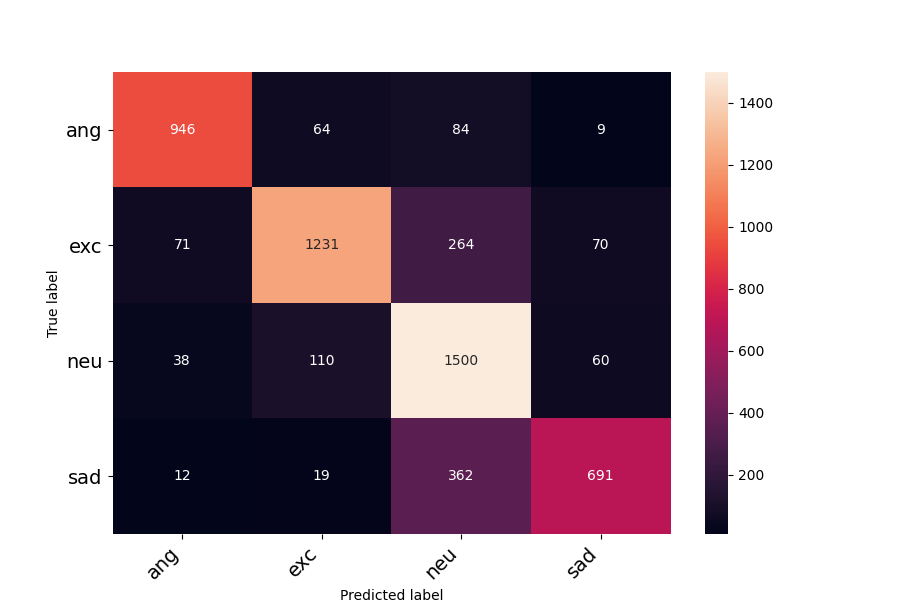 ang 946 64 84 9
exc 71 1231 264 70
neu 38 110 1500 60
sad 12 19 362 691
ang exc neu sad
True label
Predicted label
1400
1200
1000
800
600
400
200